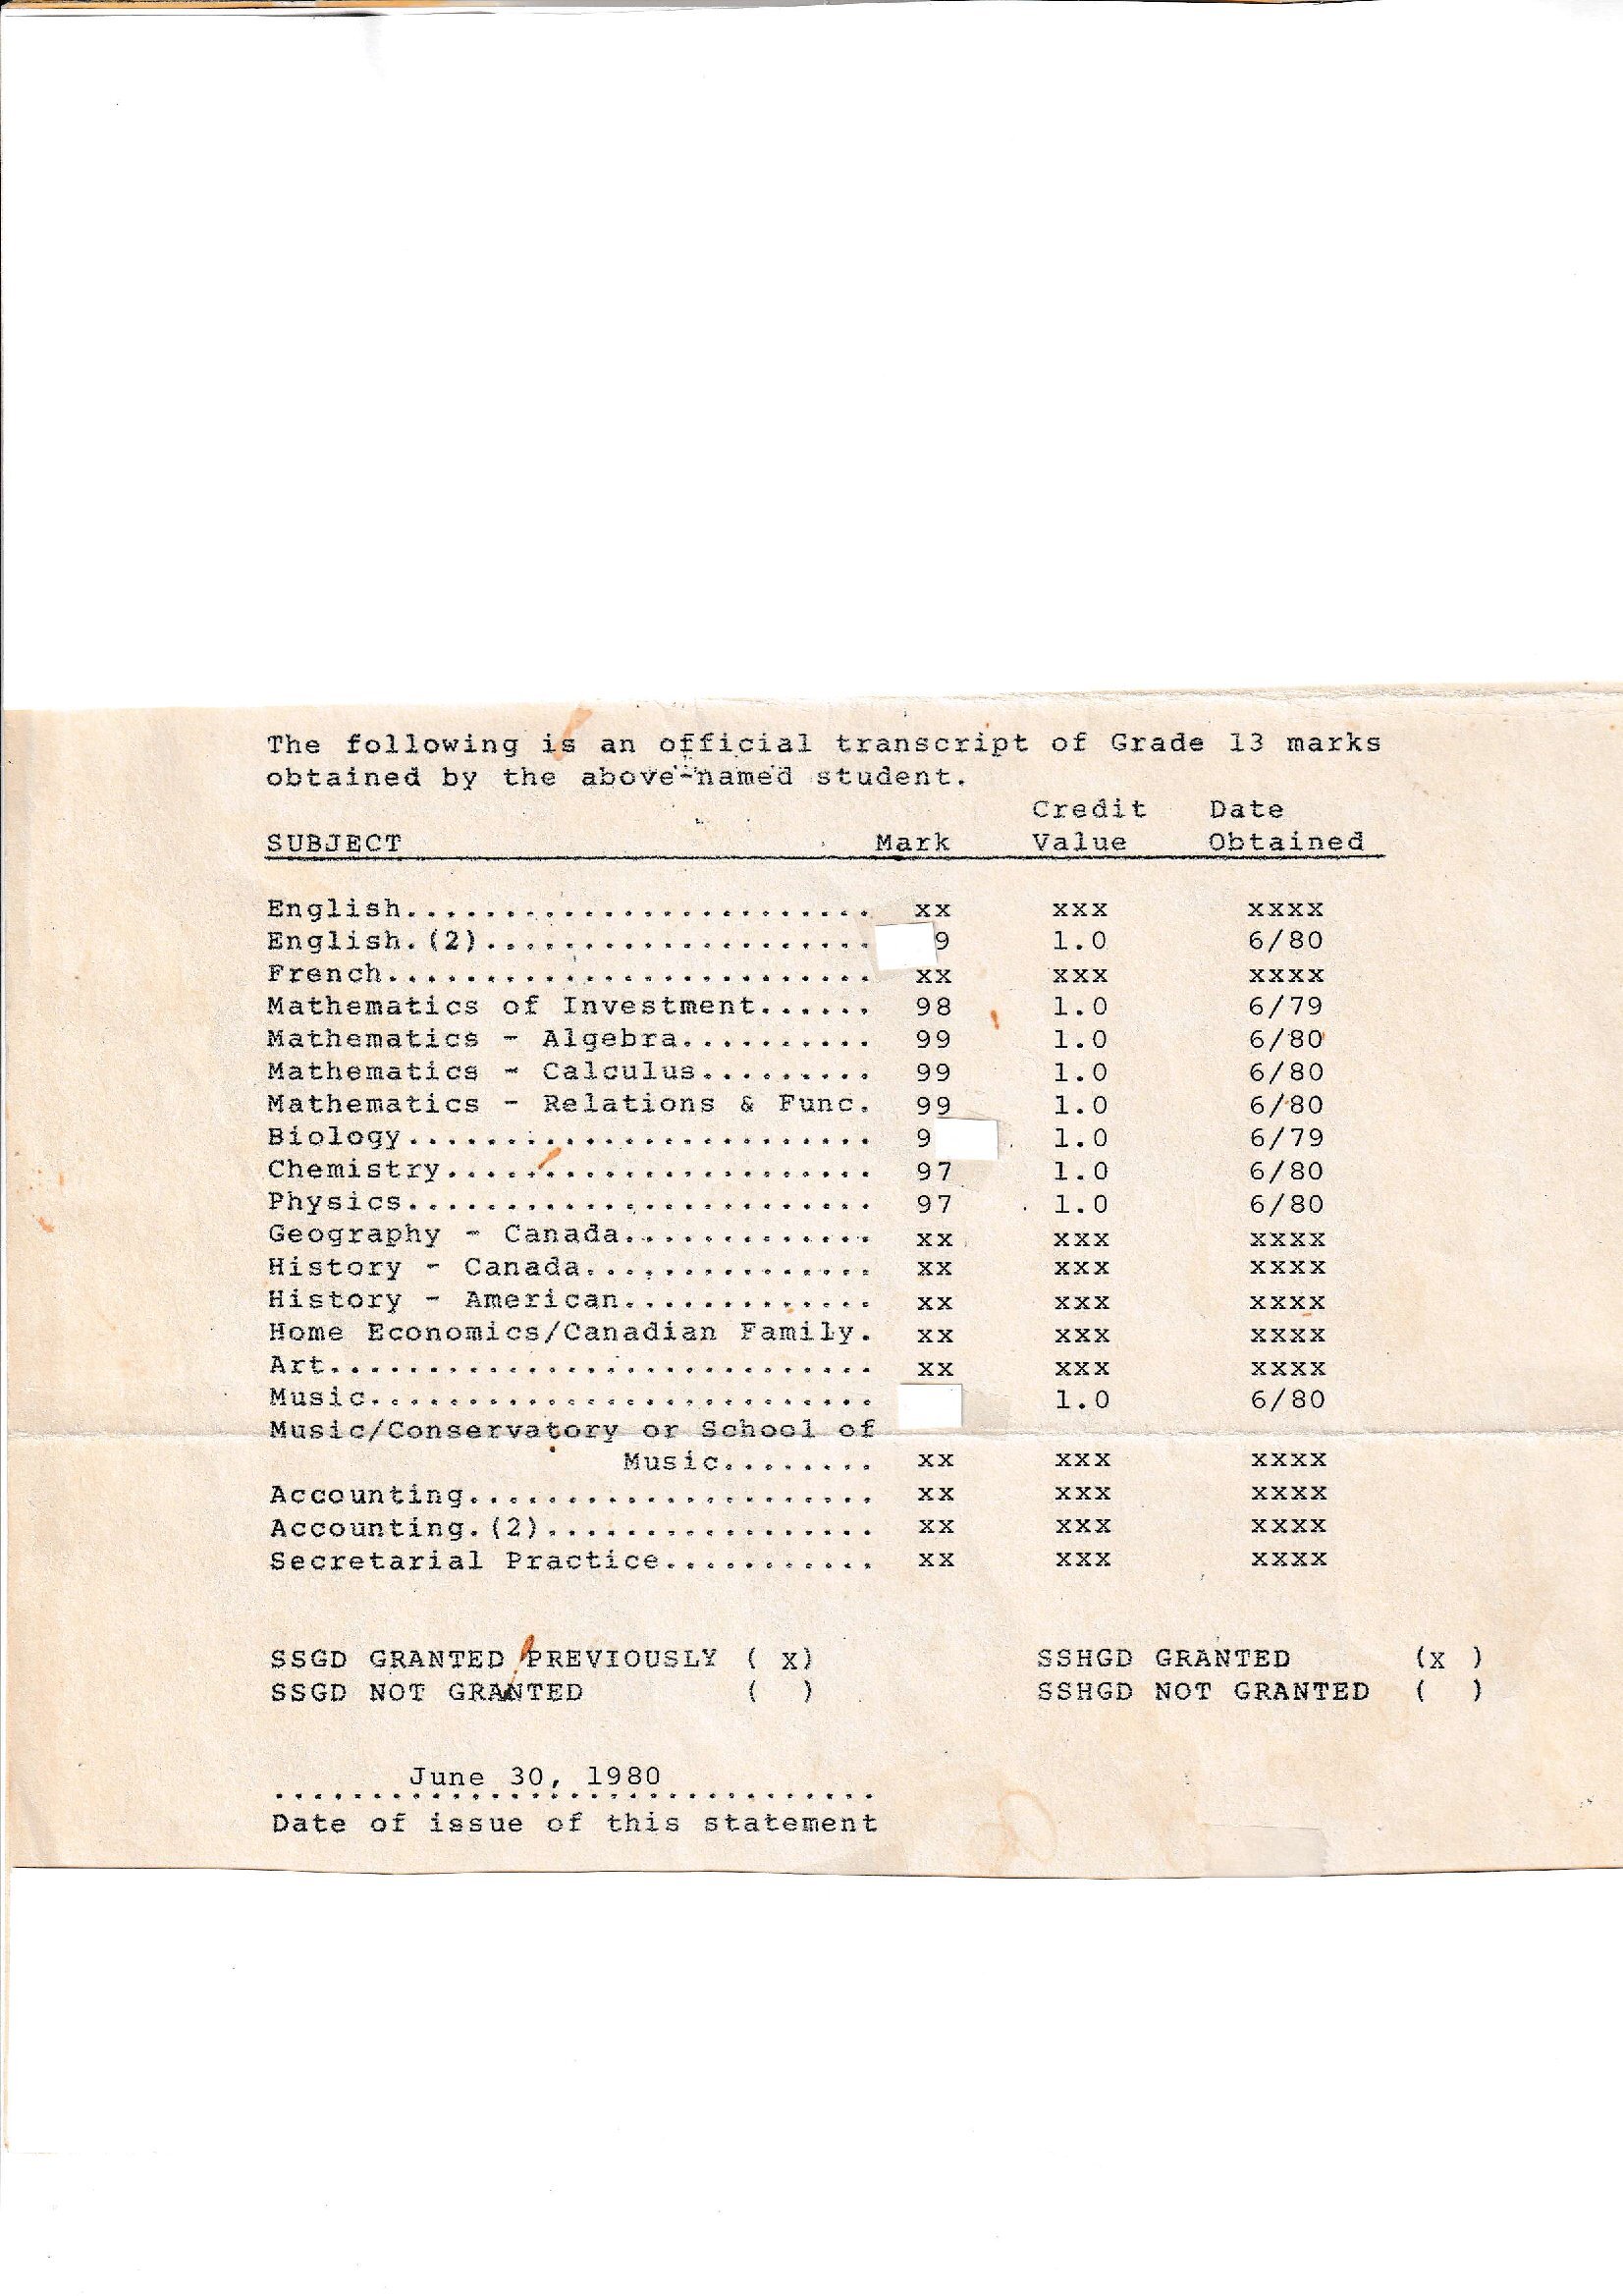 The following is an official transcript of Grade 13 marks
obtained by the above-named student.
Credit Date
SUBJECT Mark Value Obtained
English........................ xx xxx xxxx
English.(2).................... 9 1.0 6/80
French......................... xx xxx xxxx
Mathematics of Investment...... 98 1.0 6/79
Mathematics - Algebra.......... 99 1.0 6/80
Mathematics - Calculus......... 99 1.0 6/80
Mathematics - Relations & Func. 99 1.0 6/80
Biology........................ 9 1.0 6/79
Chemistry...................... 97 1.0 6/80
Physics........................ 97 1.0 6/80
Geography - Canada............. xx xxx xxxx
History - Canada............... xx xxx xxxx
History - American............. xx xxx xxxx
Home Economics/Canadian Family. xx xxx xxxx
Art............................ xx xxx xxxx
Music.......................... 1.0 6/80
Music/Conservatory or School of
Music........ xx xxx xxxx
Accounting..................... xx xxx xxxx
Accounting.(2)................. xx xxx xxxx
Secretarial Practice........... xx xxx xxxx
SSGD GRANTED PREVIOUSLY ( x) SSHGD GRANTED (x )
SSGD NOT GRANTED ( ) SSHGD NOT GRANTED ( )
June 30, 1980
...............................
Date of issue of this statement